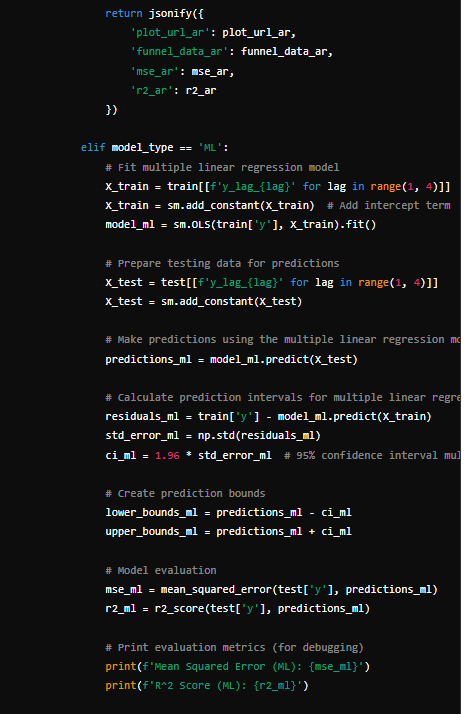 return jsonify({
'plot_url_ar': plot_url_ar,
'funnel_data_ar': funnel_data_ar,
'mse_ar': mse_ar,
'r2_ar': r2_ar
})
elif model_type == 'ML':
# Fit multiple linear regression model
X_train = train[[f'y_lag_{lag}' for lag in range(1, 4)]]
X_train = sm.add_constant(X_train)  # Add intercept term
model_ml = sm.OLS(train['y'], X_train).fit()
# Prepare testing data for predictions
X_test = test[[f'y_lag_{lag}' for lag in range(1, 4)]]
X_test = sm.add_constant(X_test)
# Make predictions using the multiple linear regression
predictions_ml = model_ml.predict(X_test)
# Calculate prediction intervals for multiple linear
residuals_ml = train['y'] - model_ml.predict(X_train)
std_error_ml = np.std(residuals_ml)
ci_ml = 1.96 * std_error_ml  # 95% confidence interval
# Create prediction bounds
lower_bounds_ml = predictions_ml - ci_ml
upper_bounds_ml = predictions_ml + ci_ml
# Model evaluation
mse_ml = mean_squared_error(test['y'], predictions_ml)
r2_ml = r2_score(test['y'], predictions_ml)
# Print evaluation metrics (for debugging)
print(f'Mean Squared Error (ML): {mse_ml}')
print(f'R^2 Score (ML): {r2_ml}')